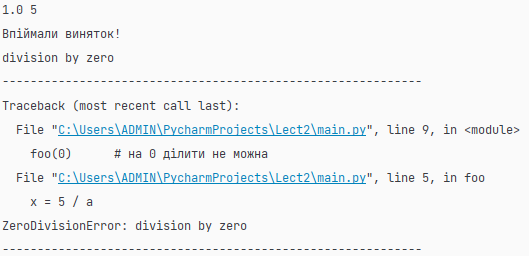 1.0 5
Впіймали виняток!
division by zero
------------------------------------------------------------
Traceback (most recent call last):
  File "C:\Users\ADMIN\PycharmProjects\Lect2\main.py", line 9, in <module>
    foo(0)      # на 0 ділити не можна
  File "C:\Users\ADMIN\PycharmProjects\Lect2\main.py", line 5, in foo
    x = 5 / a
ZeroDivisionError: division by zero
------------------------------------------------------------